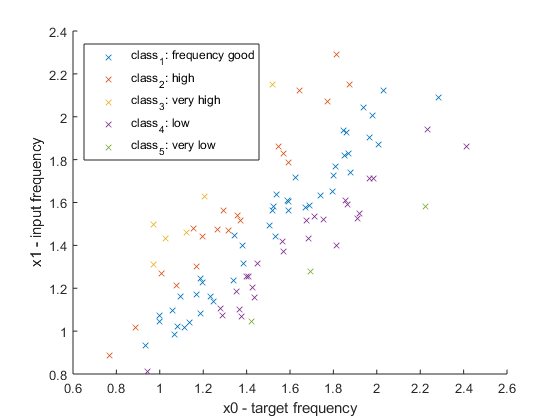 2.4
2.2
2
1.8
1.6
1.4
1.2
1
0.8
x1 - input frequency
class₁: frequency good
class₂: high
class₃: very high
class₄: low
class₅: very low
0.6 0.8 1 1.2 1.4 1.6 1.8 2 2.2 2.4 2.6
x0 - target frequency